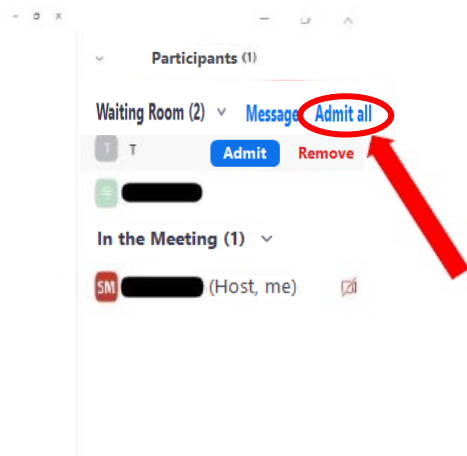 Participants (1)
Waiting Room (2) Message Admit all
T T Admit Remove
In the Meeting (1)
SM (Host, me)